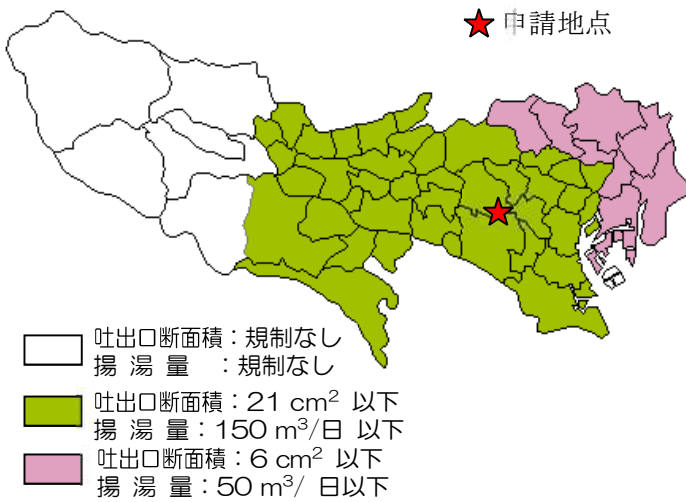 ★ 申請地点
吐出口断面積：規制なし
揚 湯 量 ：規制なし
吐出口断面積：21 cm² 以下
揚 湯 量：150 m³/日 以下
吐出口断面積：6 cm² 以下
揚 湯 量：50 m³/ 日以下